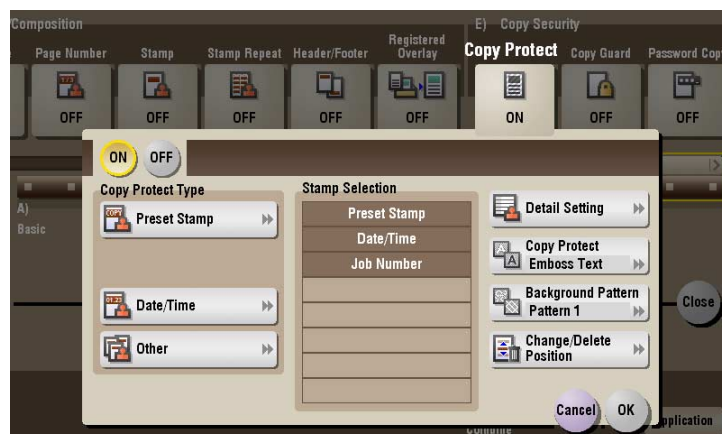 /Composition
E) Copy Security
Page Number
Stamp
Stamp Repeat
Header/Footer
Registered
Overlay
Copy Protect
Copy Guard
Password Cop
OFF
OFF
OFF
OFF
OFF
ON
OFF
OFF
ON
OFF
Copy Protect Type
Stamp Selection
A)
Basic
COPY
Preset Stamp
Date/Time
Other
Preset Stamp
Date/Time
Job Number
Detail Setting
Copy Protect
Emboss Text
Background Pattern
Pattern 1
Change/Delete
Position
Close
Cancel
OK
pplication